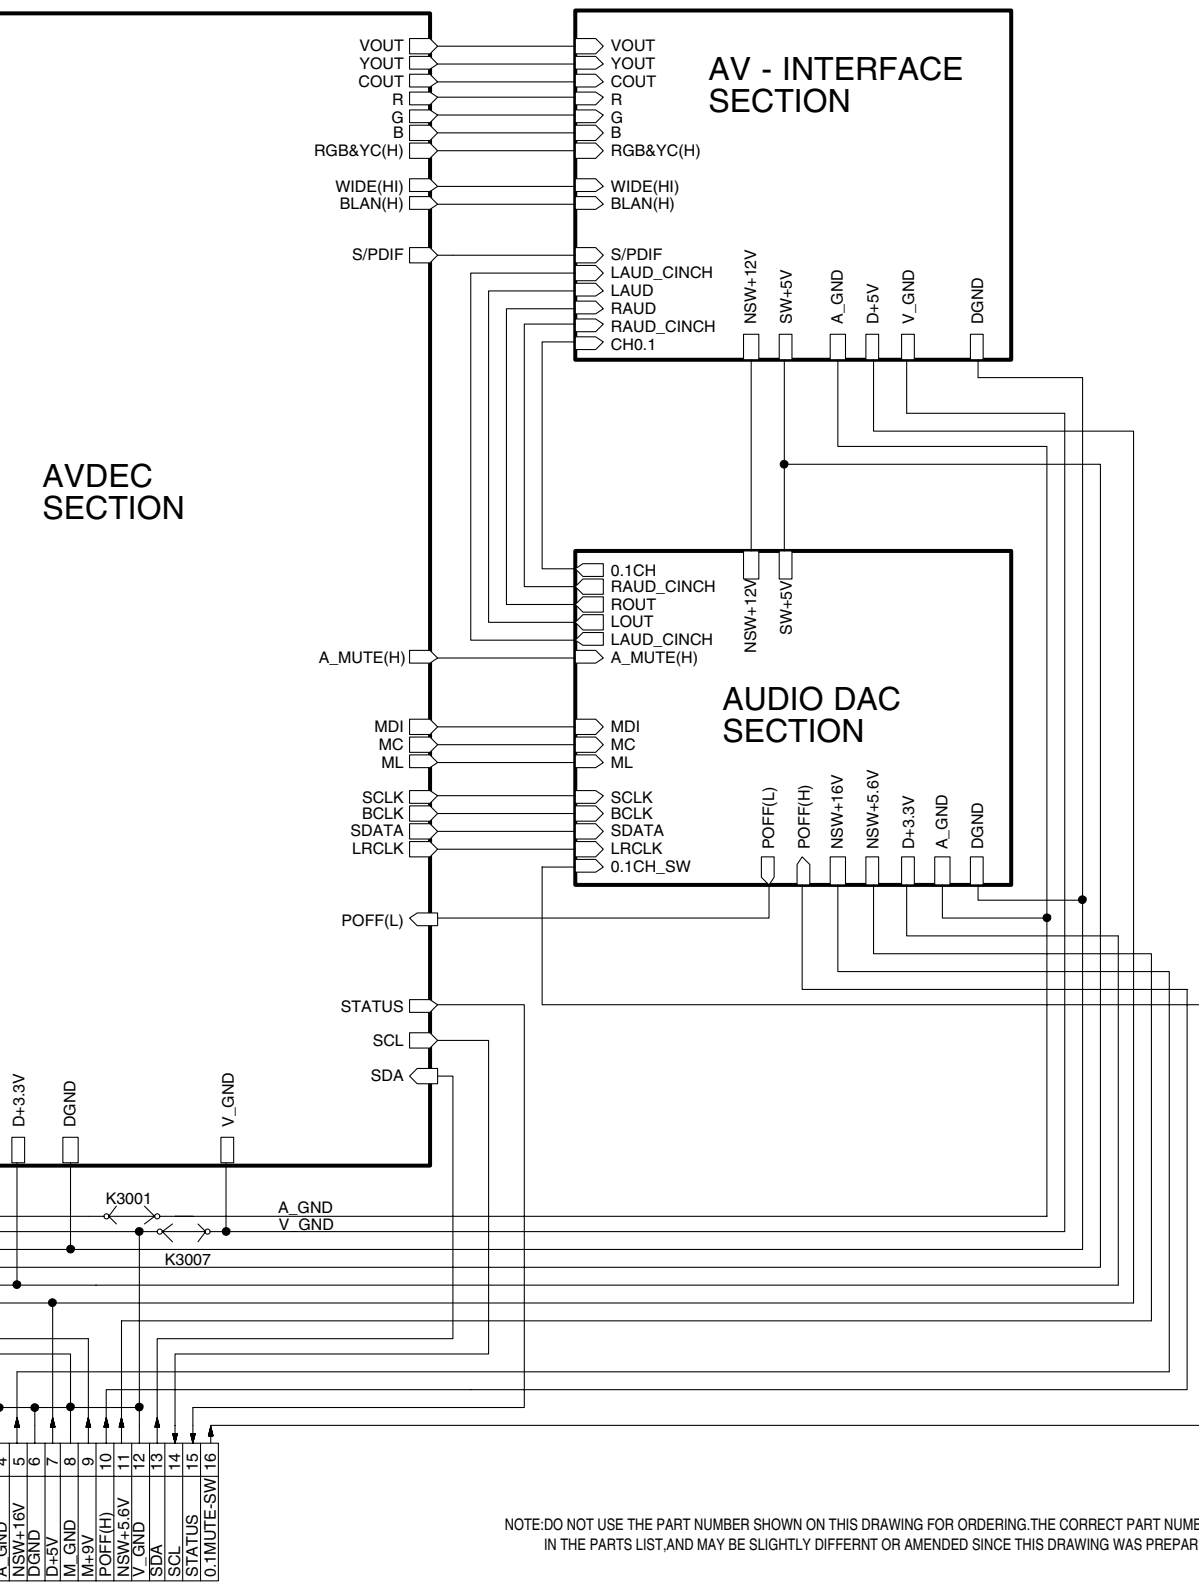 VOUT
YOUT
COUT
R
G
B
RGB&YC(H)
WIDE(HI)
BLAN(H)
S/PDIF
VOUT
YOUT
COUT
R
G
B
RGB&YC(H)
WIDE(HI)
BLAN(H)
S/PDIF
LAUD_CINCH
LAUD
RAUD
RAUD_CINCH
CH0.1
AV - INTERFACE
SECTION
NSW+12V
SW+5V
A_GND
D+5V
V_GND
DGND
AVDEC
SECTION
0.1CH
RAUD_CINCH
ROUT
LOUT
LAUD_CINCH
A_MUTE(H)
NSW+12V
SW+5V
A_MUTE(H)
AUDIO DAC
SECTION
MDI
MC
ML
SCLK
BCLK
SDATA
LRCLK
MDI
MC
ML
SCLK
BCLK
SDATA
LRCLK
0.1CH_SW
POFF(L)
POFF(H)
NSW+16V
NSW+5.6V
D+3.3V
A_GND
DGND
POFF(L)
STATUS
SCL
SDA
D+3.3V
DGND
V_GND
K3001
A_GND
V_GND
K3007
4
5
6
7
8
9
10
11
12
13
14
15
16
A_GND
NSW+16V
DGND
D+5V
M_GND
M+9V
POFF(H)
NSW+5.6V
V_GND
SDA
SCL
STATUS
0.1MUTE-SW
NOTE:DO NOT USE THE PART NUMBER SHOWN ON THIS DRAWING FOR ORDERING.THE CORRECT PART NUMB
IN THE PARTS LIST,AND MAY BE SLIGHTLY DIFFERNT OR AMENDED SINCE THIS DRAWING WAS PREPAR